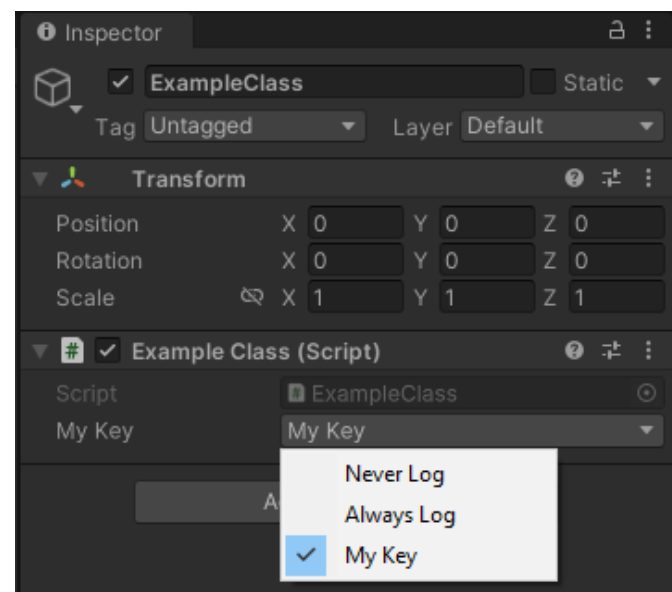 Inspector
ExampleClass Static
Tag Untagged Layer Default
Transform
Position X 0 Y 0 Z 0
Rotation X 0 Y 0 Z 0
Scale X 1 Y 1 Z 1
# Example Class (Script)
Script # ExampleClass
My Key My Key
Never Log
A
Always Log
My Key